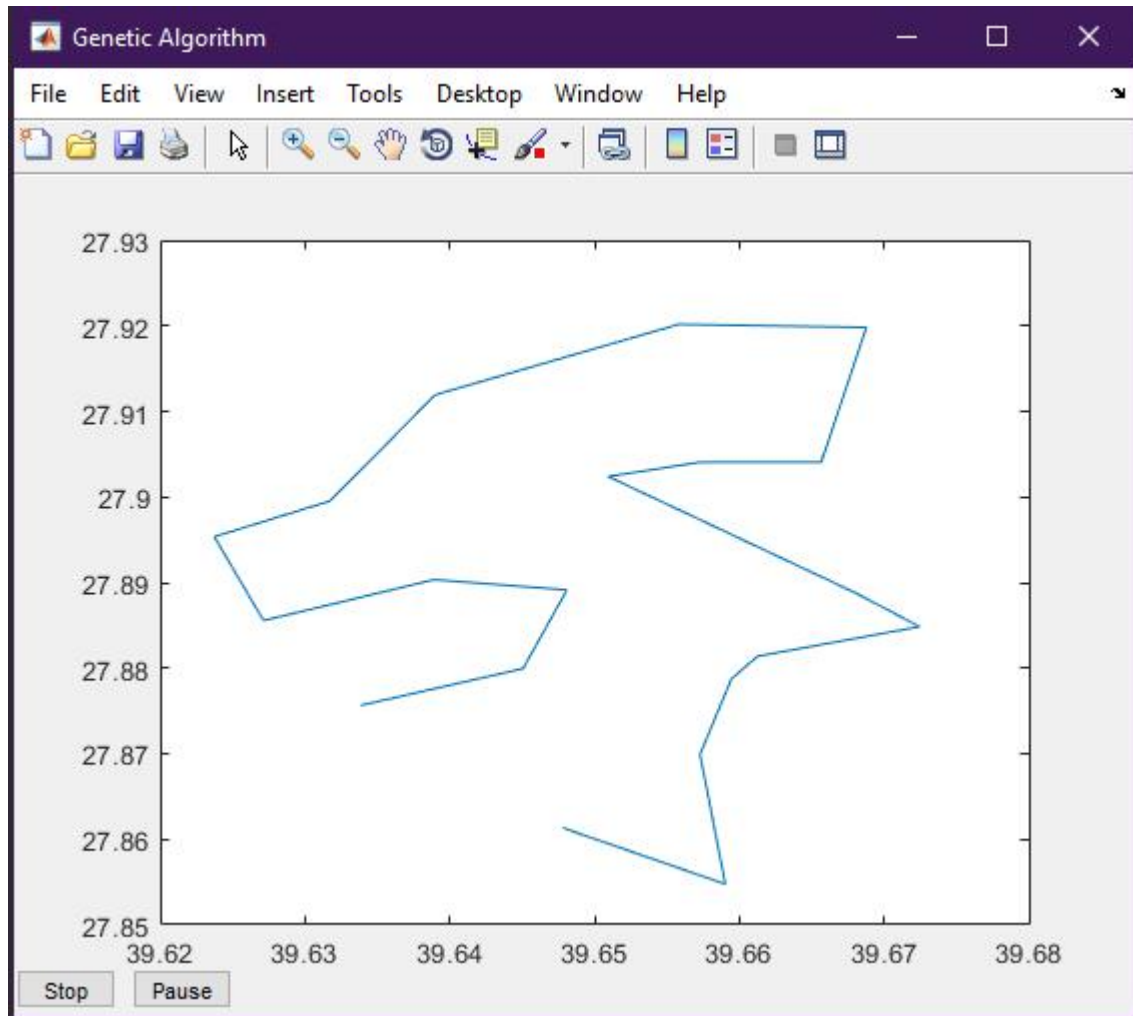 Genetic Algorithm
File Edit View Insert Tools Desktop Window Help
27.93
27.92
27.91
27.9
27.89
27.88
27.87
27.86
27.85
39.62 39.63 39.64 39.65 39.66 39.67 39.68
Stop Pause